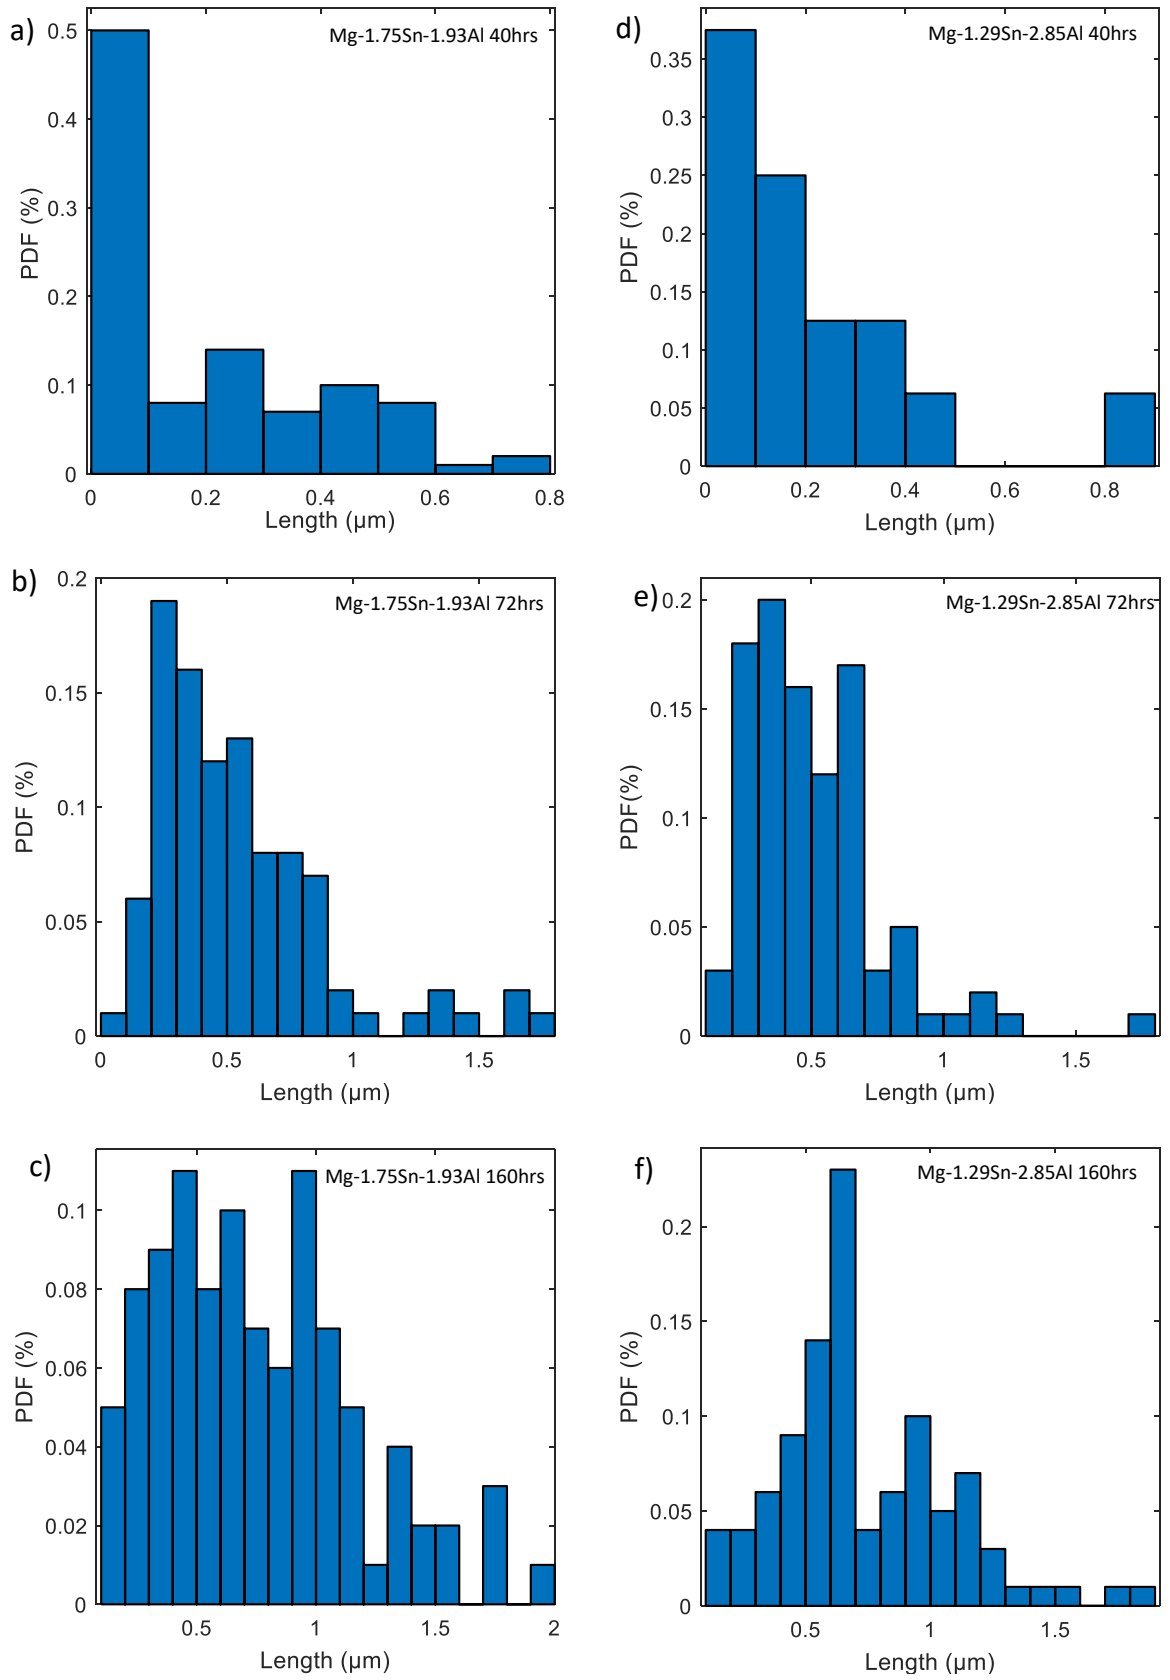 a)
Mg-1.75Sn-1.93Al 40hrs
0.5
0.4
0.3
0.2
0.1
0
PDF (%)
0 0.2 0.4 0.6 0.8
Length (µm)
d)
Mg-1.29Sn-2.85Al 40hrs
0.35
0.3
0.25
0.2
0.15
0.1
0.05
0
PDF (%)
0 0.2 0.4 0.6 0.8
Length (µm)
b)
Mg-1.75Sn-1.93Al 72hrs
0.2
0.15
0.1
0.05
0
PDF (%)
0 0.5 1 1.5
Length (µm)
e)
Mg-1.29Sn-2.85Al 72hrs
0.2
0.15
0.1
0.05
0
PDF(%)
0.5 1 1.5
Length (µm)
c)
Mg-1.75Sn-1.93Al 160hrs
0.1
0.08
0.06
0.04
0.02
0
PDF (%)
0.5 1 1.5 2
Length (µm)
f)
Mg-1.29Sn-2.85Al 160hrs
0.2
0.15
0.1
0.05
0
PDF (%)
0.5 1 1.5
Length (µm)